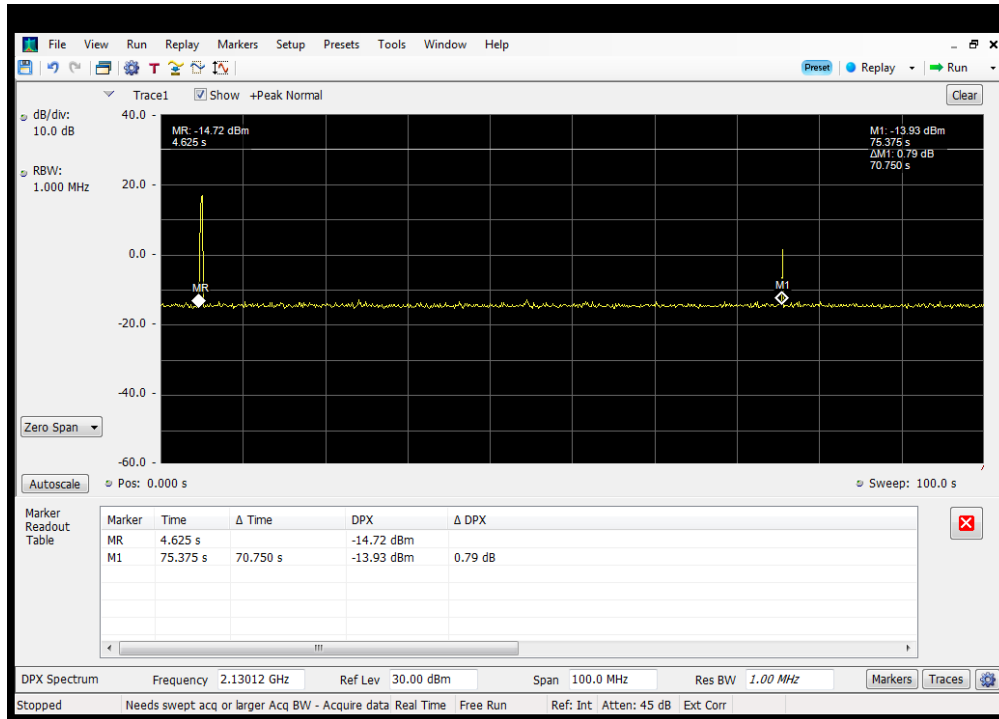 File View Run Replay Markers Setup Presets Tools Window Help
T Preset Replay Run
Trace1 Show +Peak Normal Clear
dB/div:
10.0 dB
RBW:
1.000 MHz
40.0
20.0
0.0
-20.0
-40.0
-60.0
MR: -14.72 dBm
4.625 s
M1: -13.93 dBm
75.375 s
ΔM1: 0.79 dB
70.750 s
MR
M1
Zero Span
Autoscale Pos: 0.000 s Sweep: 100.0 s
Marker
Readout
Table
Marker Time Δ Time DPX Δ DPX
MR 4.625 s -14.72 dBm
M1 75.375 s 70.750 s -13.93 dBm 0.79 dB
DPX Spectrum Frequency 2.13012 GHz Ref Lev 30.00 dBm Span 100.0 MHz Res BW 1.00 MHz Markers Traces
Stopped Needs swept acq or larger Acq BW - Acquire data Real Time Free Run Ref: Int Atten: 45 dB Ext Corr